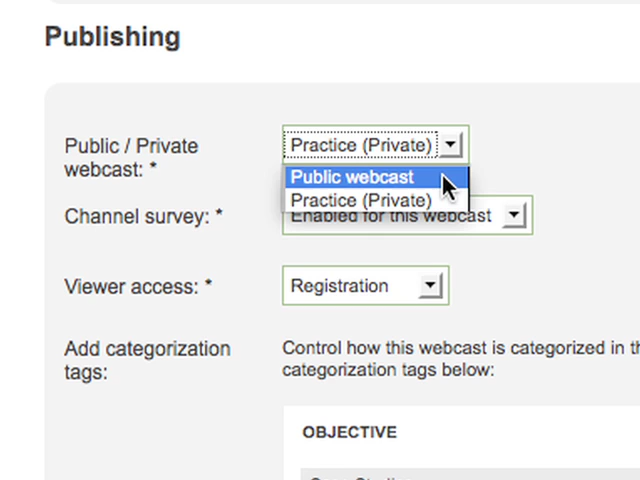 Publishing
Public / Private
webcast: *
Practice (Private)
Public webcast
Practice (Private)
Channel survey: *
Enabled for this webcast
Viewer access: *
Registration
Add categorization
tags:
Control how this webcast is categorized in
categorization tags below:
OBJECTIVE